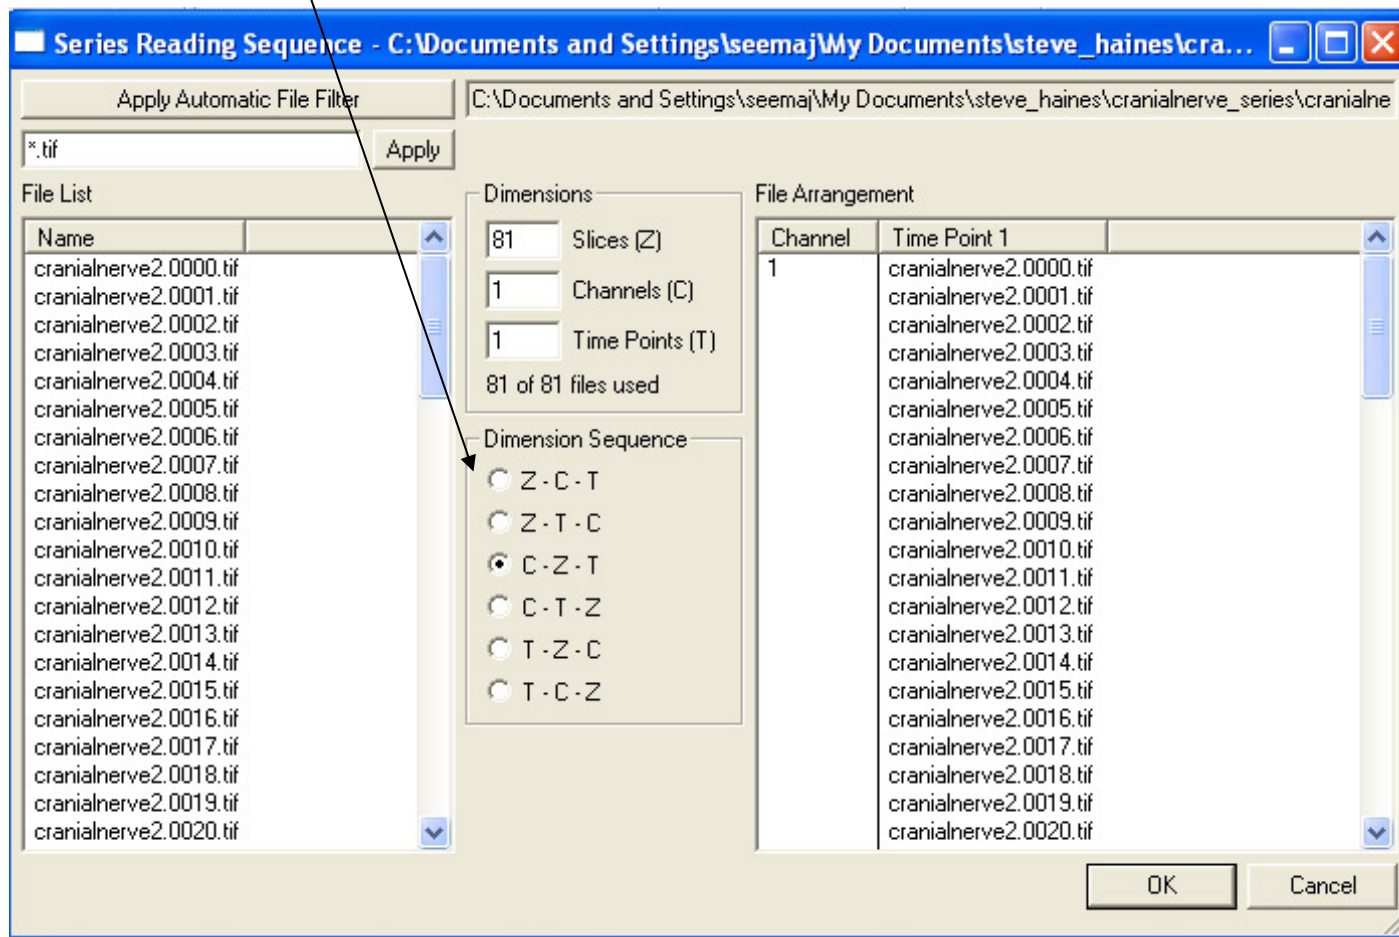 Series Reading Sequence - C:\Documents and Settings\seemaj\My Documents\steve_haines\cra...
Apply Automatic File Filter
C:\Documents and Settings\seemaj\My Documents\steve_haines\cranialnerve_series\cranialne
*.tif
Apply
File List
Name
cranialnerve2.0000.tif
cranialnerve2.0001.tif
cranialnerve2.0002.tif
cranialnerve2.0003.tif
cranialnerve2.0004.tif
cranialnerve2.0005.tif
cranialnerve2.0006.tif
cranialnerve2.0007.tif
cranialnerve2.0008.tif
cranialnerve2.0009.tif
cranialnerve2.0010.tif
cranialnerve2.0011.tif
cranialnerve2.0012.tif
cranialnerve2.0013.tif
cranialnerve2.0014.tif
cranialnerve2.0015.tif
cranialnerve2.0016.tif
cranialnerve2.0017.tif
cranialnerve2.0018.tif
cranialnerve2.0019.tif
cranialnerve2.0020.tif
Dimensions
81 Slices (Z)
1 Channels (C)
1 Time Points (T)
81 of 81 files used
Dimension Sequence
Z - C - T
Z - T - C
C - Z - T
C - T - Z
T - Z - C
T - C - Z
File Arrangement
Channel Time Point 1
1 cranialnerve2.0000.tif
cranialnerve2.0001.tif
cranialnerve2.0002.tif
cranialnerve2.0003.tif
cranialnerve2.0004.tif
cranialnerve2.0005.tif
cranialnerve2.0006.tif
cranialnerve2.0007.tif
cranialnerve2.0008.tif
cranialnerve2.0009.tif
cranialnerve2.0010.tif
cranialnerve2.0011.tif
cranialnerve2.0012.tif
cranialnerve2.0013.tif
cranialnerve2.0014.tif
cranialnerve2.0015.tif
cranialnerve2.0016.tif
cranialnerve2.0017.tif
cranialnerve2.0018.tif
cranialnerve2.0019.tif
cranialnerve2.0020.tif
OK
Cancel